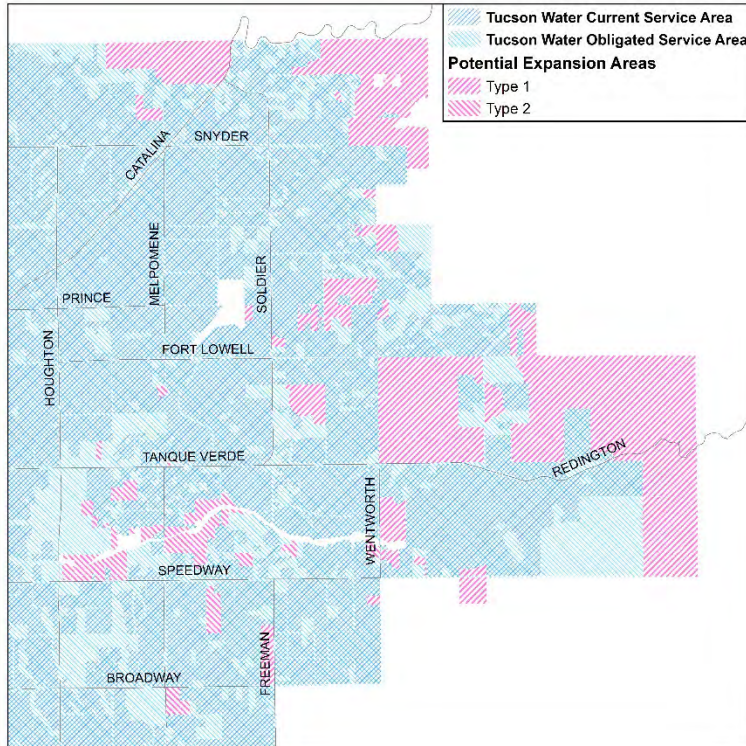 Tucson Water Current Service Area
Tucson Water Obligated Service Area
Potential Expansion Areas
Type 1
Type 2
SNYDER
CATALINA
MELPOMENE
SOLDIER
PRINCE
FORT LOWELL
HOUGHTON
TANQUE VERDE
REDINGTON
WENTWORTH
SPEEDWAY
FREEMAN
BROADWAY